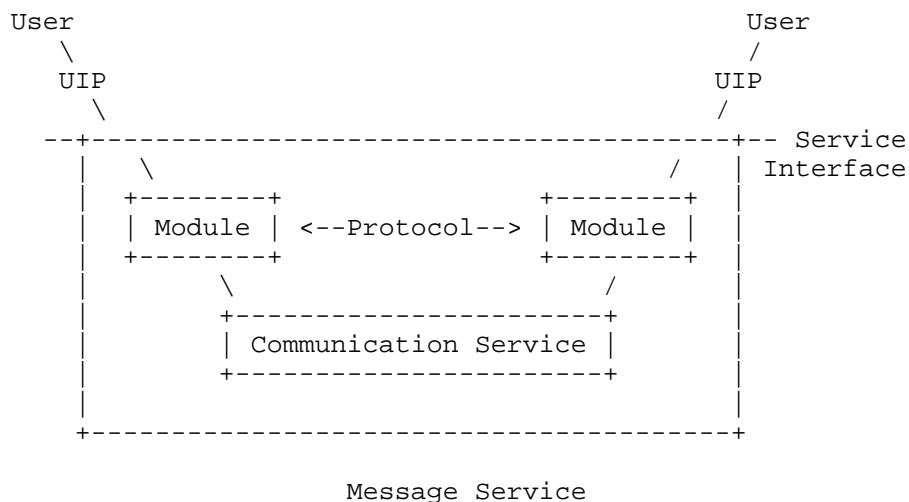 User User
UIP UIP
Service
Interface
Module <--Protocol--> Module
Communication Service
Message Service